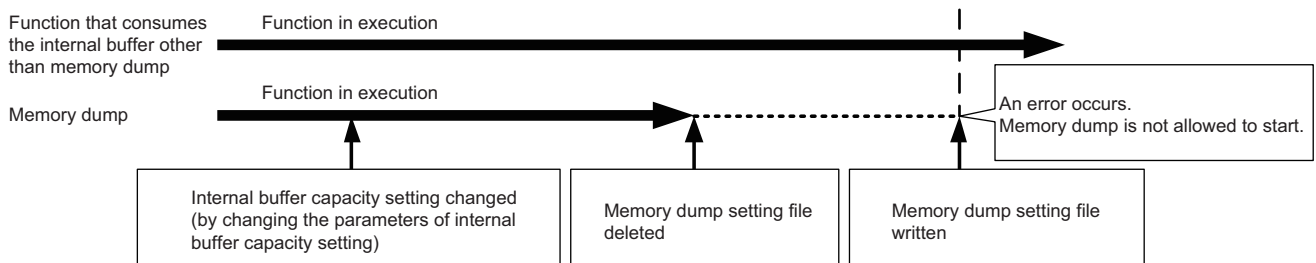 Function that consumes
the internal buffer other
than memory dump
Function in execution
Function in execution
Memory dump
An error occurs.
Memory dump is not allowed to start.
Internal buffer capacity setting changed
(by changing the parameters of internal
buffer capacity setting)
Memory dump setting file
deleted
Memory dump setting file
written